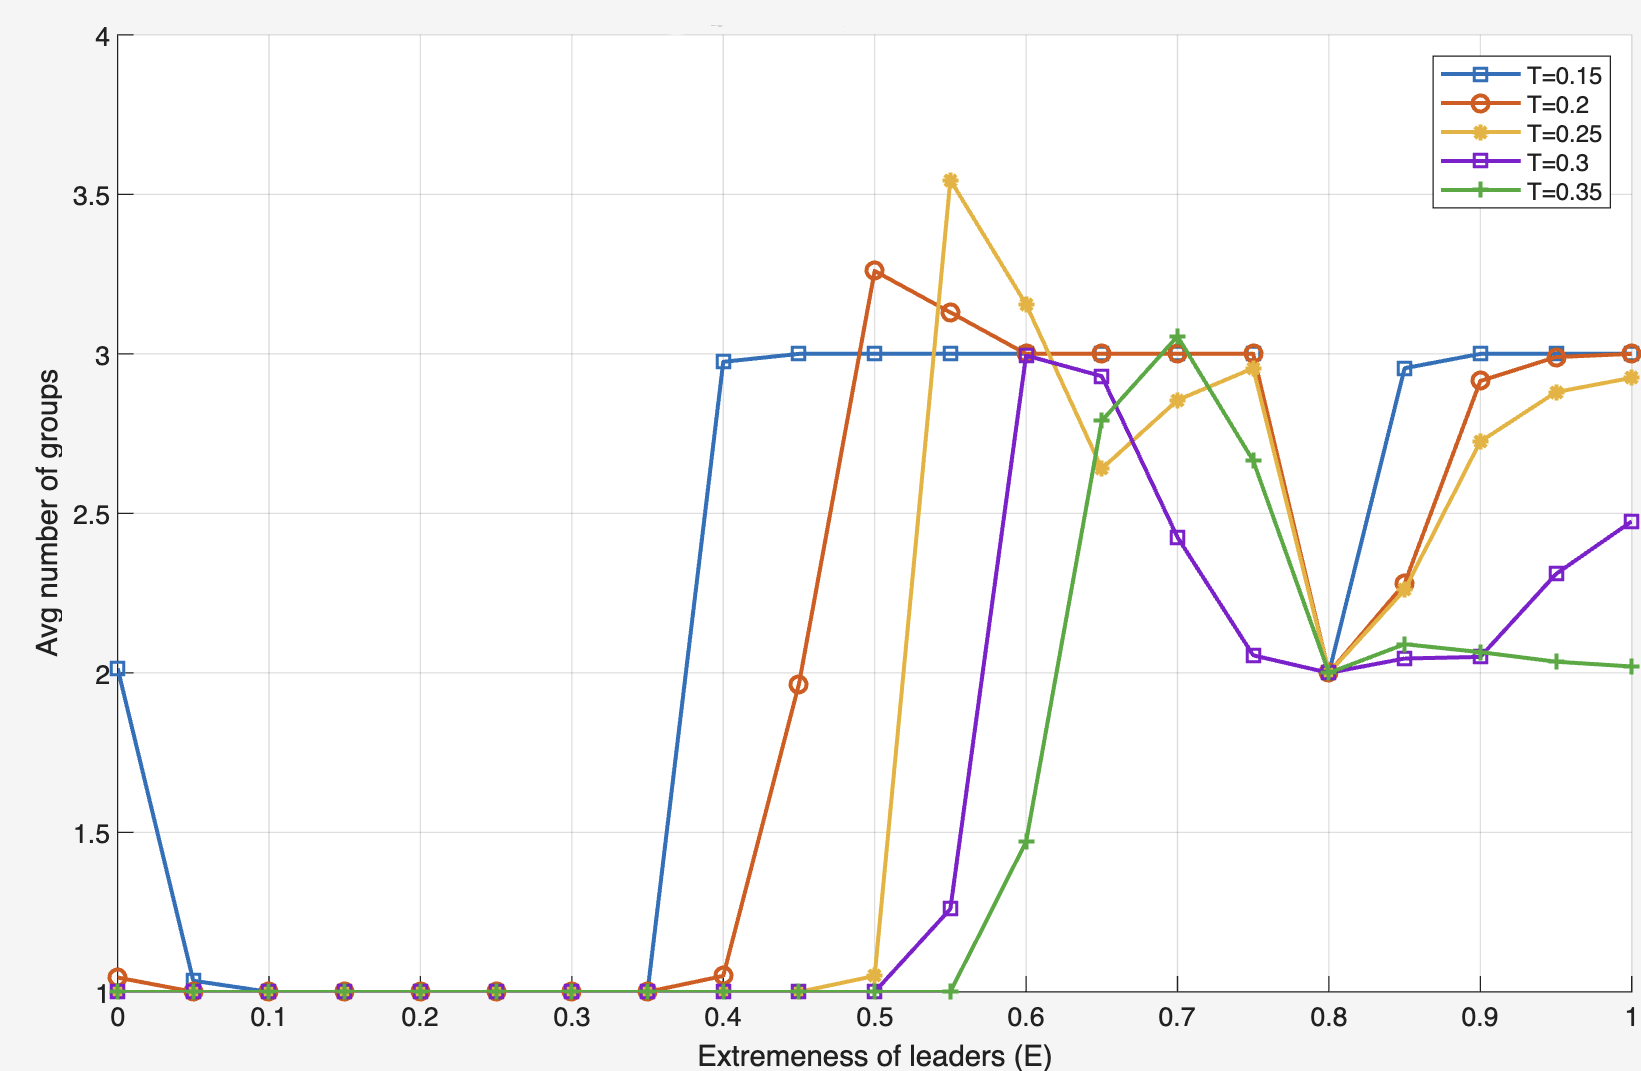 4
3.5
3
2.5
2
1.5
1
Avg number of groups
0 0.1 0.2 0.3 0.4 0.5 0.6 0.7 0.8 0.9 1
Extremeness of leaders (E)
T=0.15
T=0.2
T=0.25
T=0.3
T=0.35